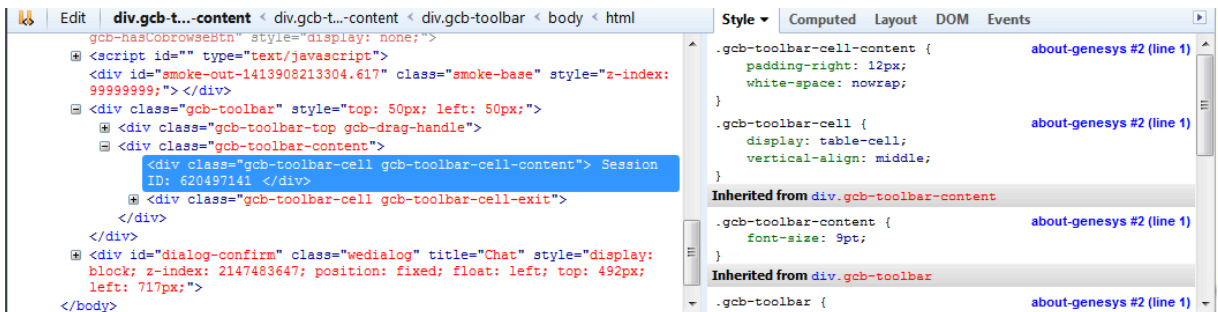 Edit div.gcb-t...-content < div.gcb-t...-content < div.gcb-toolbar < body < html
gcb-hasCobrowseBtn" style="display: none;">
<script id="" type="text/javascript">
<div id="smoke-out-1413908213304.617" class="smoke-base" style="z-index:
99999999;"></div>
<div class="gcb-toolbar" style="top: 50px; left: 50px;">
<div class="gcb-toolbar-top gcb-drag-handle">
<div class="gcb-toolbar-content">
<div class="gcb-toolbar-cell gcb-toolbar-cell-content"> Session
ID: 620497141 </div>
<div class="gcb-toolbar-cell gcb-toolbar-cell-exit">
</div>
</div>
<div id="dialog-confirm" class="wedialog" title="Chat" style="display:
block; z-index: 2147483647; position: fixed; float: left; top: 492px;
left: 717px;">
</body>
Style Computed Layout DOM Events
.gcb-toolbar-cell-content { about-genesys #2 (line 1)
padding-right: 12px;
white-space: nowrap;
}
.gcb-toolbar-cell { about-genesys #2 (line 1)
display: table-cell;
vertical-align: middle;
}
Inherited from div.gcb-toolbar-content
.gcb-toolbar-content { about-genesys #2 (line 1)
font-size: 9pt;
}
Inherited from div.gcb-toolbar
.gcb-toolbar { about-genesys #2 (line 1)